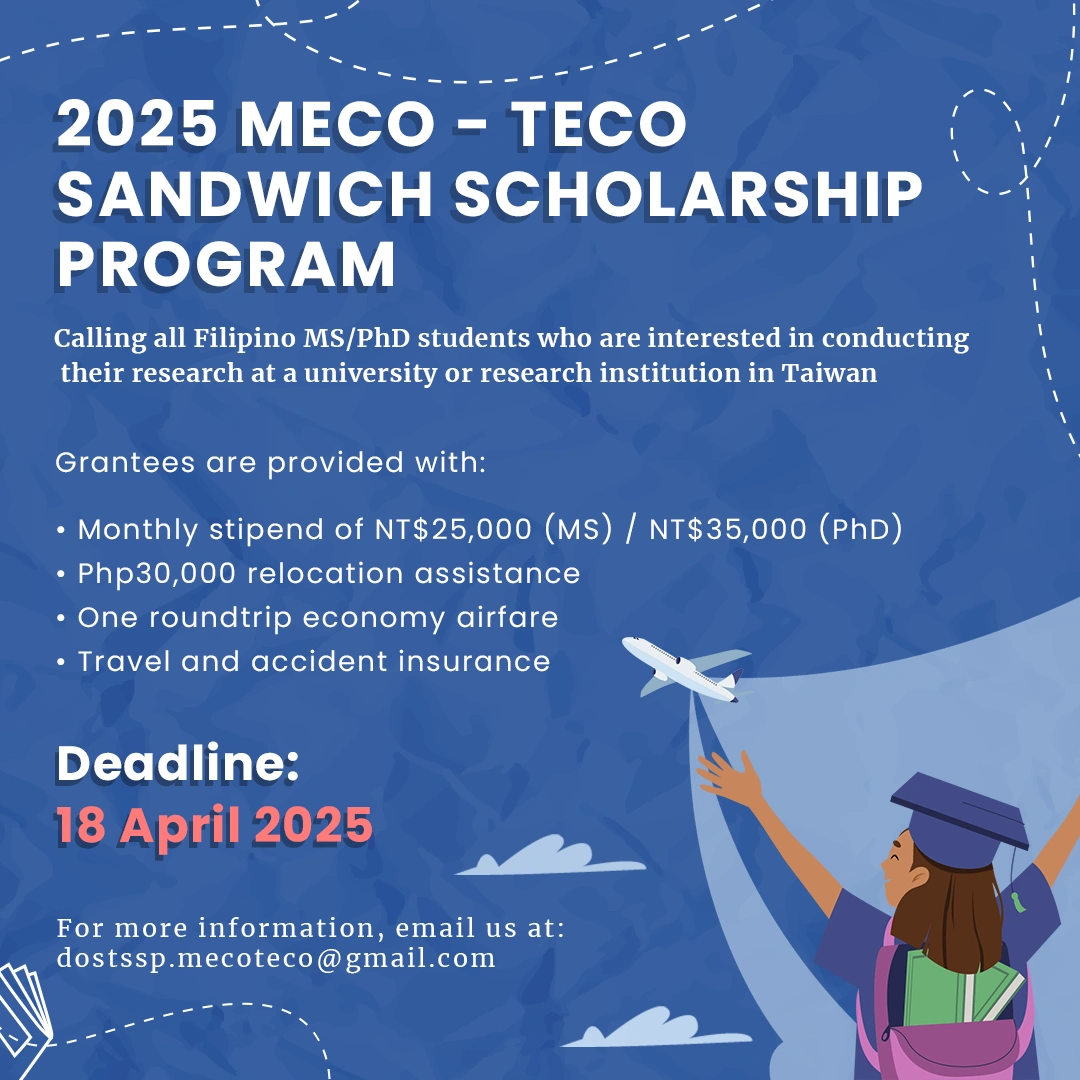 2025 MECO - TECO
SANDWICH SCHOLARSHIP
PROGRAM
Calling all Filipino MS/PhD students who are interested in conducting
their research at a university or research institution in Taiwan
Grantees are provided with:
• Monthly stipend of NT$25,000 (MS) / NT$35,000 (PhD)
• Php30,000 relocation assistance
• One roundtrip economy airfare
• Travel and accident insurance
Deadline:
18 April 2025
For more information, email us at:
dostssp.mecoteco@gmail.com